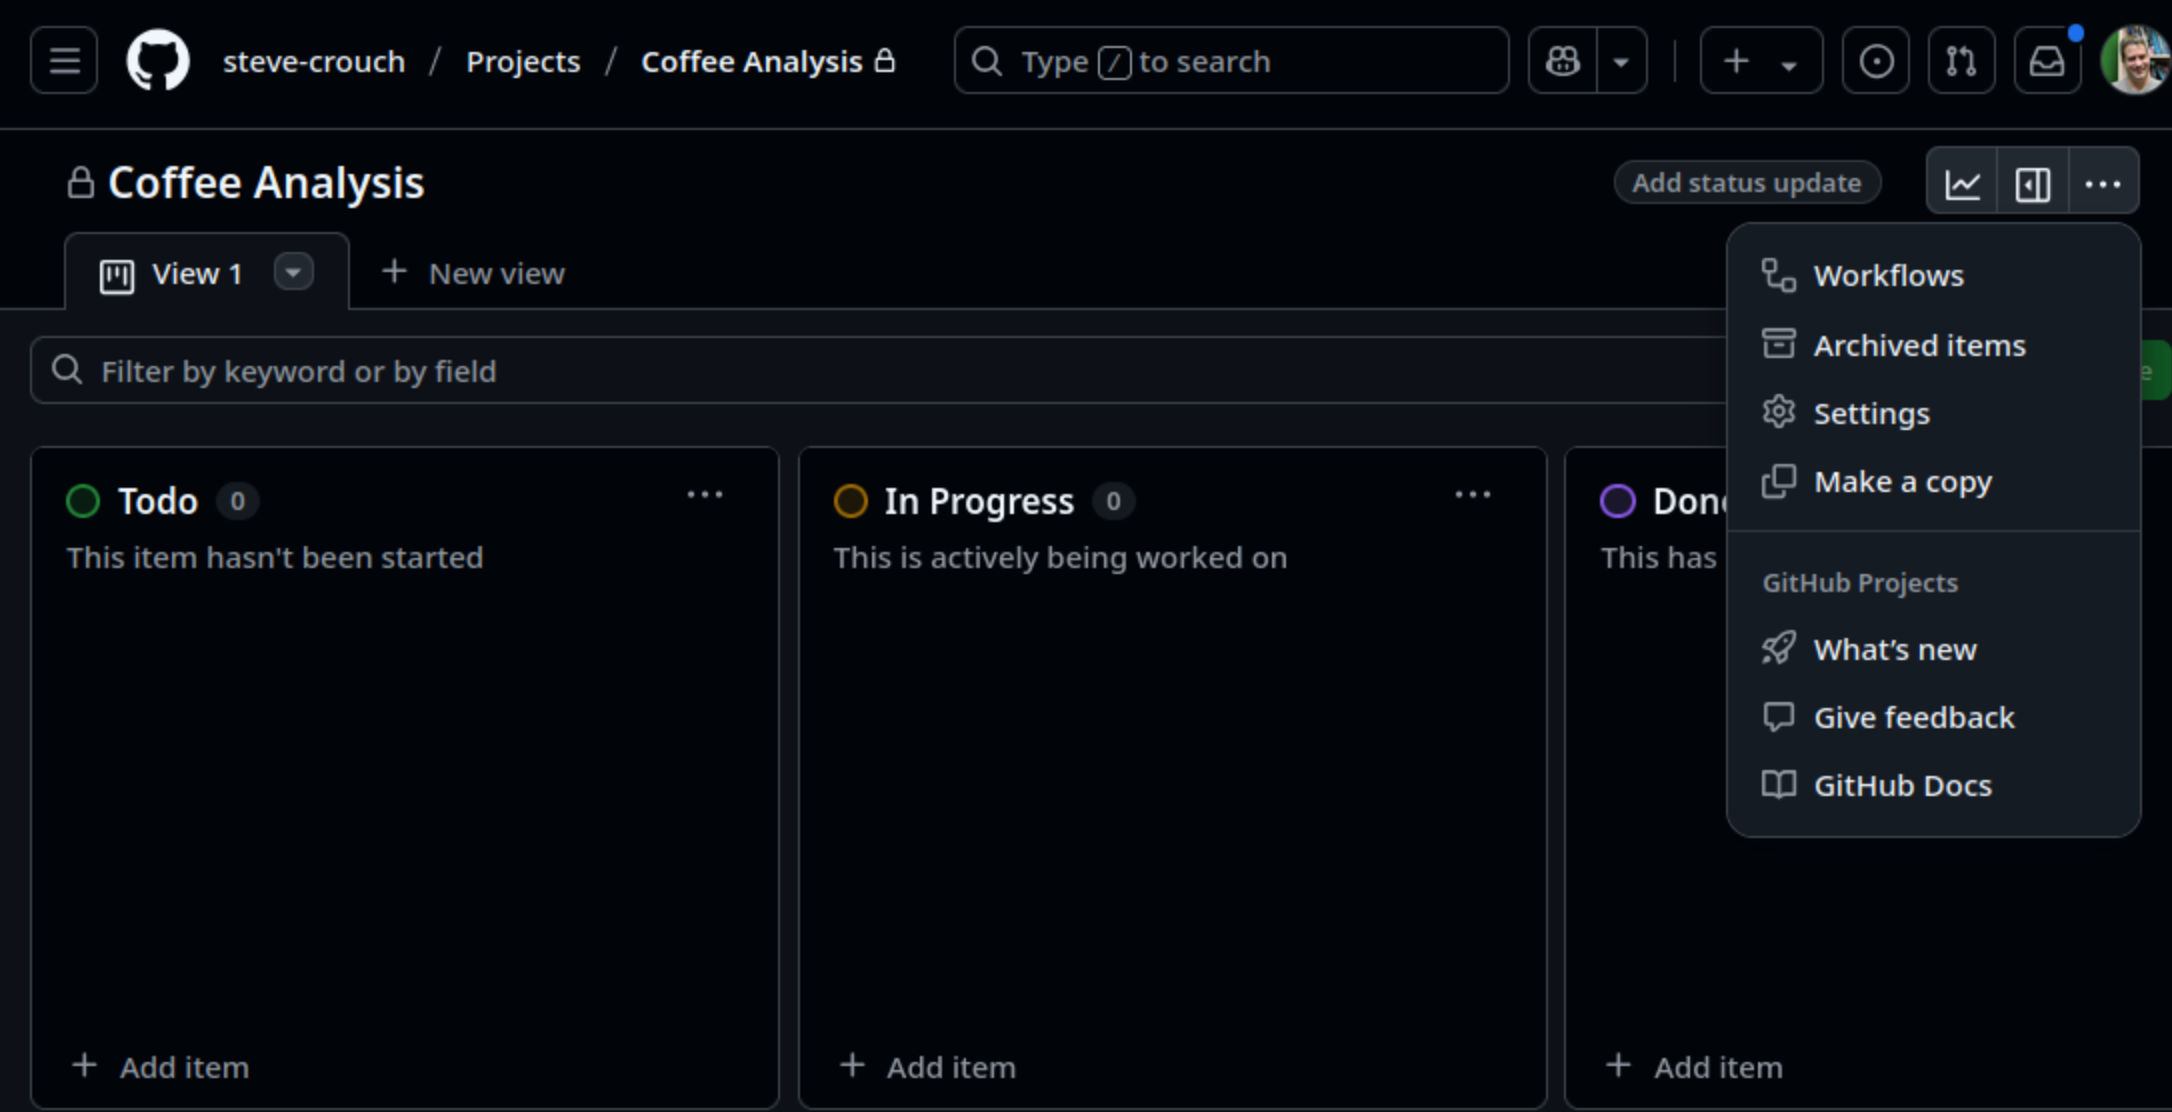 steve-crouch / Projects / Coffee Analysis
Type / to search
Coffee Analysis
Add status update
View 1
New view
Filter by keyword or by field
Workflows
Archived items
Settings
Make a copy
GitHub Projects
What's new
Give feedback
GitHub Docs
Todo 0
This item hasn't been started
Add item
In Progress 0
This is actively being worked on
Add item
This has
Add item